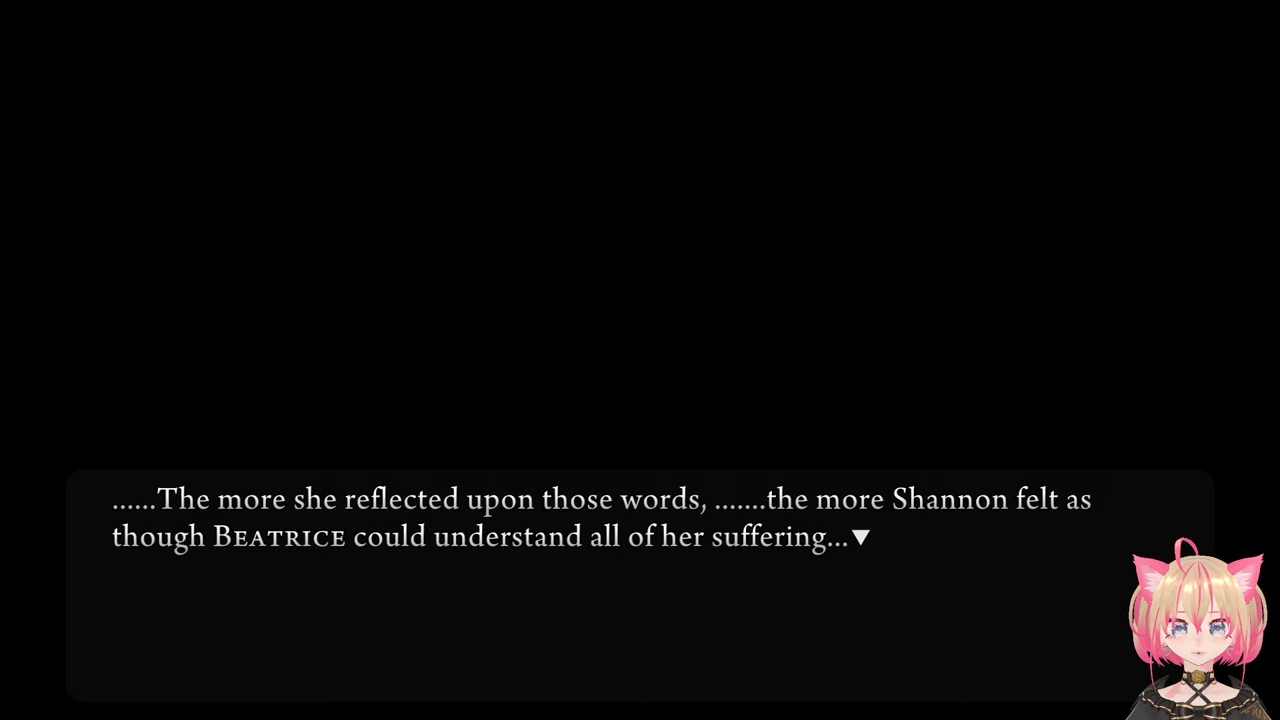 ......The more she reflected upon those words, .......the more Shannon felt as
though BEATRICE could understand all of her suffering...▼